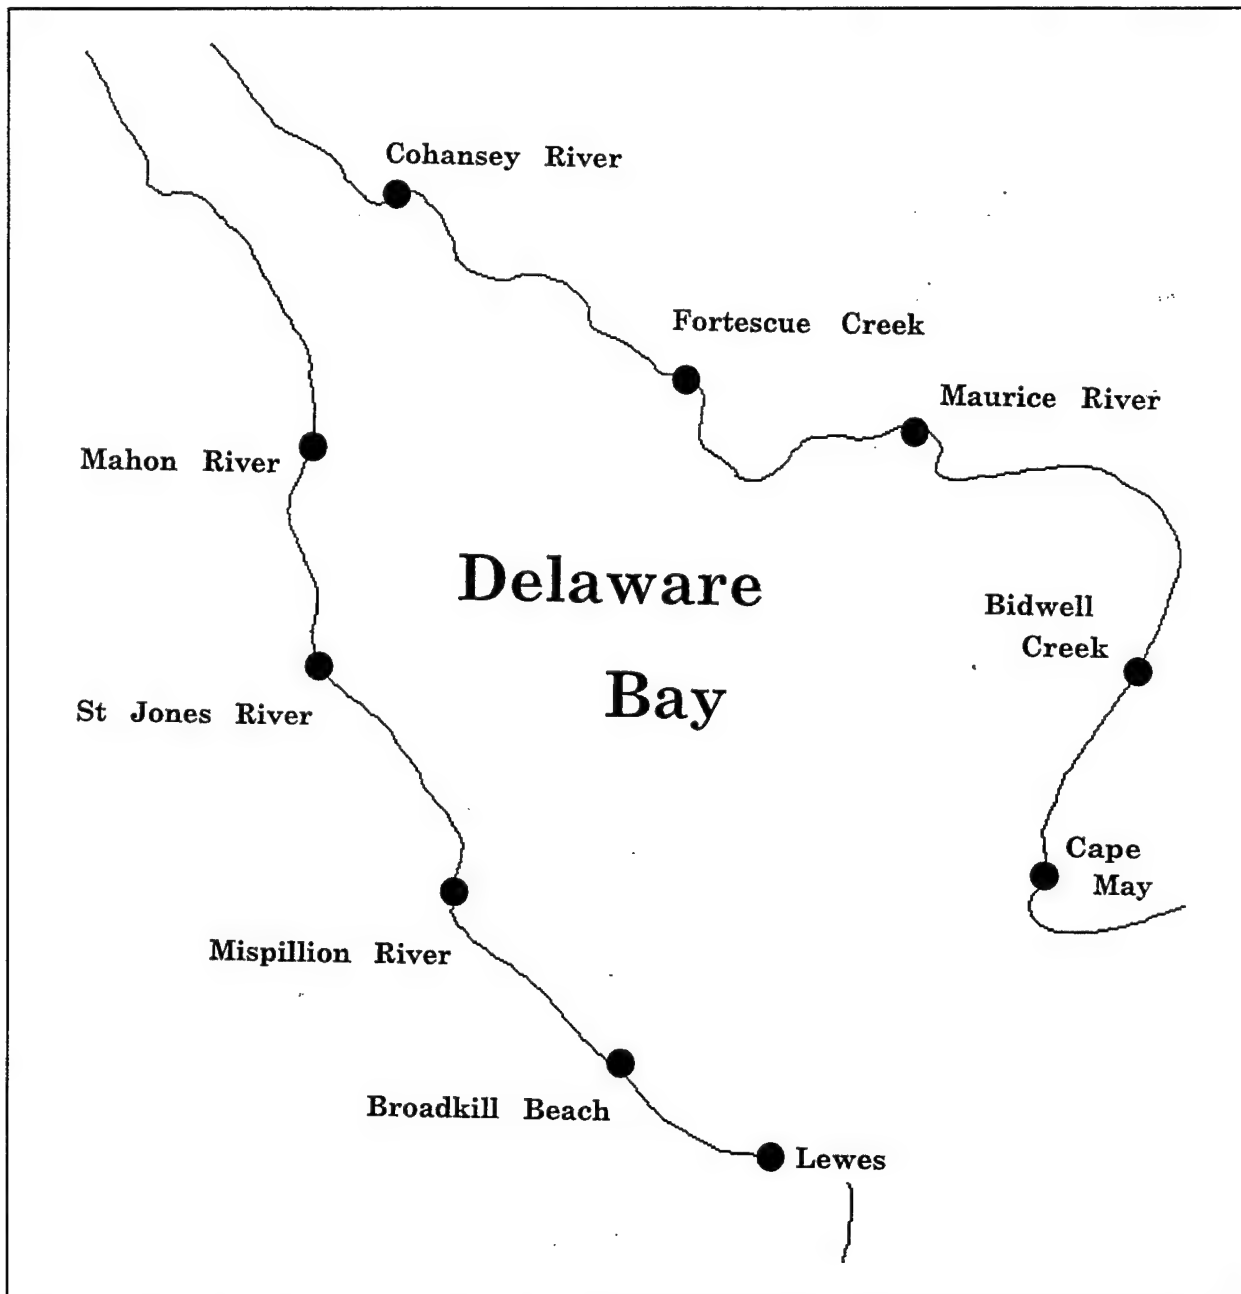 Cohansey River
Fortescue Creek
Maurice River
Mahon River
Delaware
Bay
Bidwell
Creek
St Jones River
Cape
May
Mispillion River
Broadkill Beach
Lewes